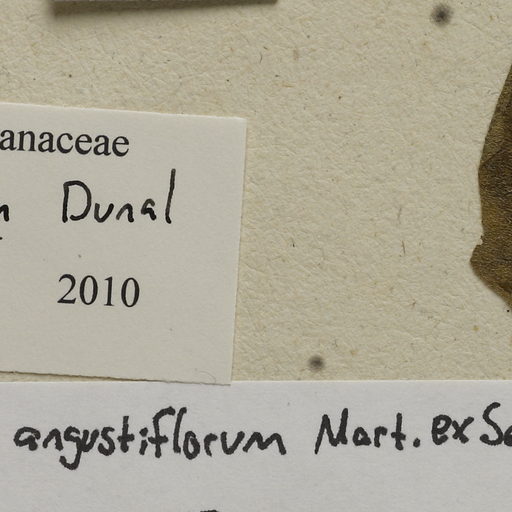 anaceae
Dunal
2010
angustiflorum Mart. ex Se